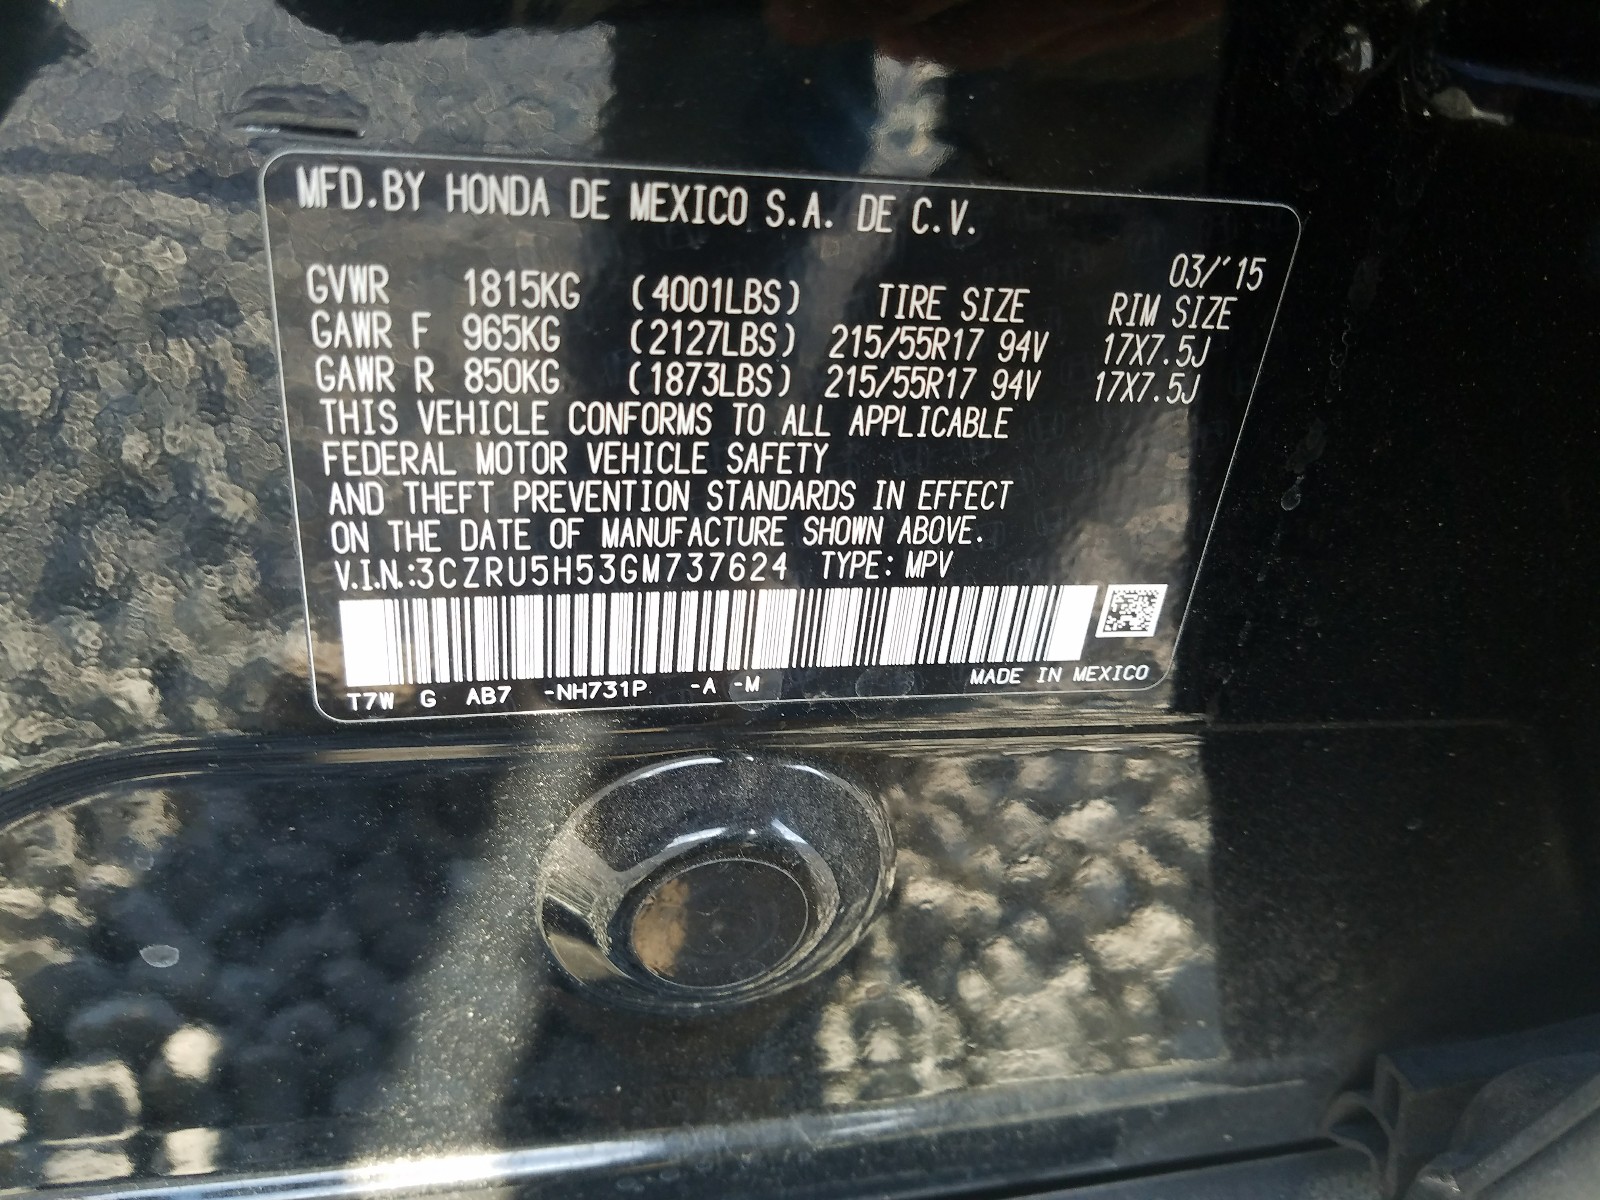 MFD.BY HONDA DE MEXICO S.A. DE C.V.
03/'15
GVWR 1815KG (4001LBS) TIRE SIZE RIM SIZE
GAWR F 965KG (2127LBS) 215/55R17 94V 17X7.5J
GAWR R 850KG (1873LBS) 215/55R17 94V 17X7.5J
THIS VEHICLE CONFORMS TO ALL APPLICABLE
FEDERAL MOTOR VEHICLE SAFETY
AND THEFT PREVENTION STANDARDS IN EFFECT
ON THE DATE OF MANUFACTURE SHOWN ABOVE.
V.I.N.:3CZRU5H53GM737624 TYPE: MPV
T7W G AB7 -NH731P -A -M MADE IN MEXICO